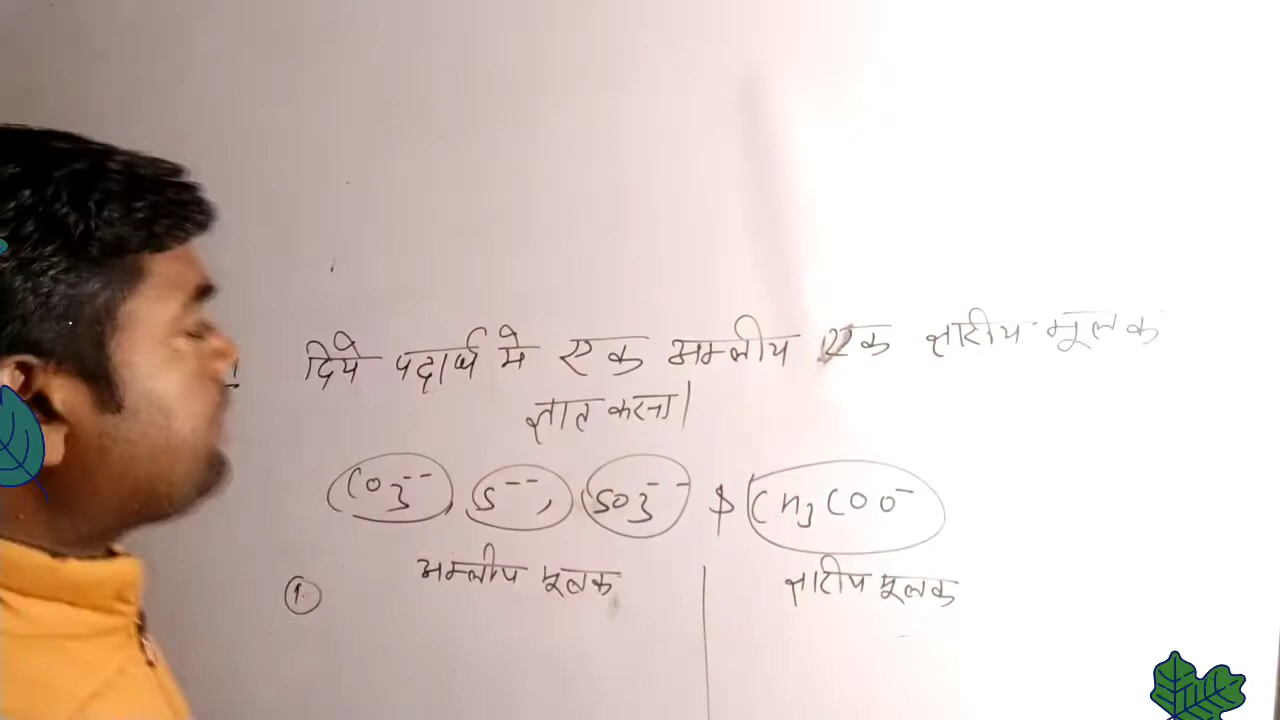 दिये पदार्थ मे एक अम्लीय एक क्षारीय मूलक
ज्ञात करना।
CO₃⁻⁻, S⁻⁻, SO₃⁻⁻ $ CH₃COO⁻
अम्लीय मूलक | क्षारीय मूलक
1.